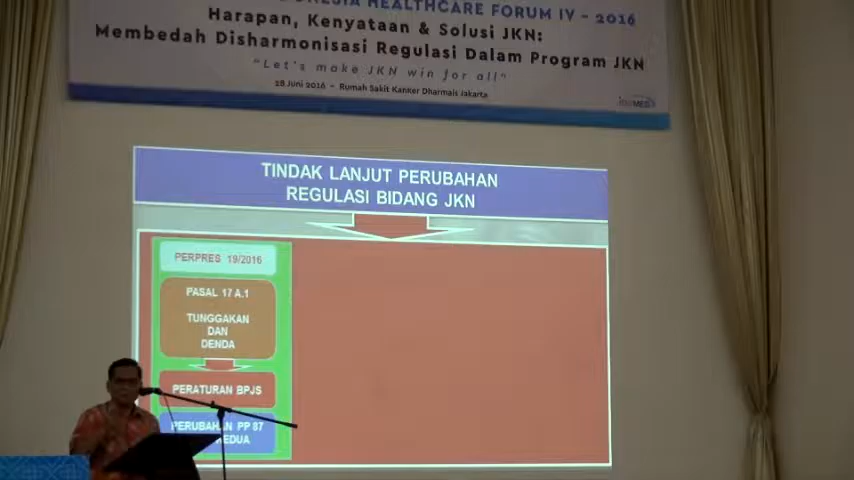 HEALTHCARE FORUM IV - 2016
Harapan, Kenyataan & Solusi JKN:
Membedah Disharmonisasi Regulasi Dalam Program JKN
"Let's make JKN win for all"
28 Juni 2016 - Rumah Sakit Kanker Dharmais Jakarta
TINDAK LANJUT PERUBAHAN
REGULASI BIDANG JKN
PERPRES 19/2016
PASAL 17 A.1
TUNGGAKAN
DAN
DENDA
PERATURAN BPJS
PERUBAHAN PP 87